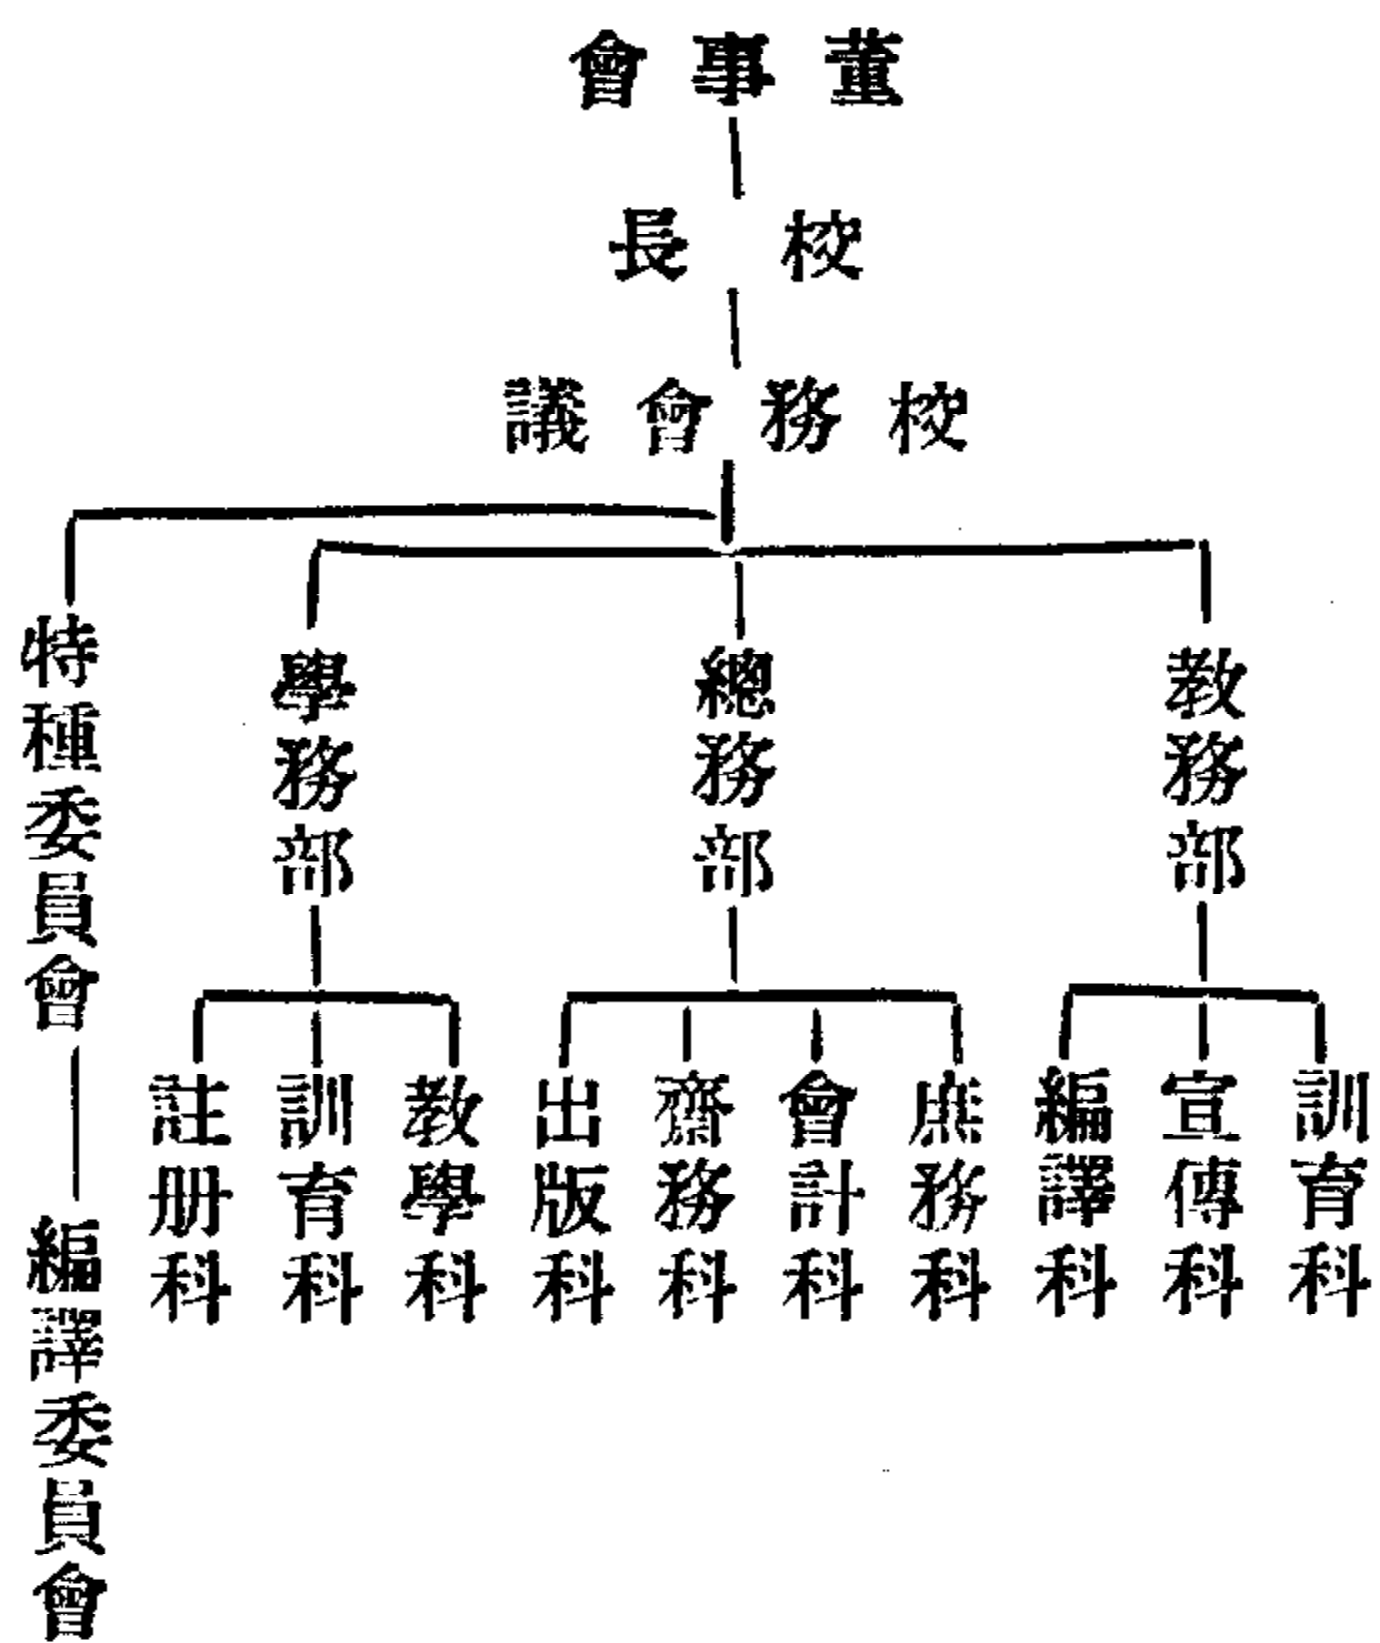 董事會
校長
校務會議
教務部
總務部
學務部
特種委員會
訓育科
宣傳科
編譯科
庶務科
會計科
齋務科
出版科
教學科
訓育科
註册科
編譯委員會